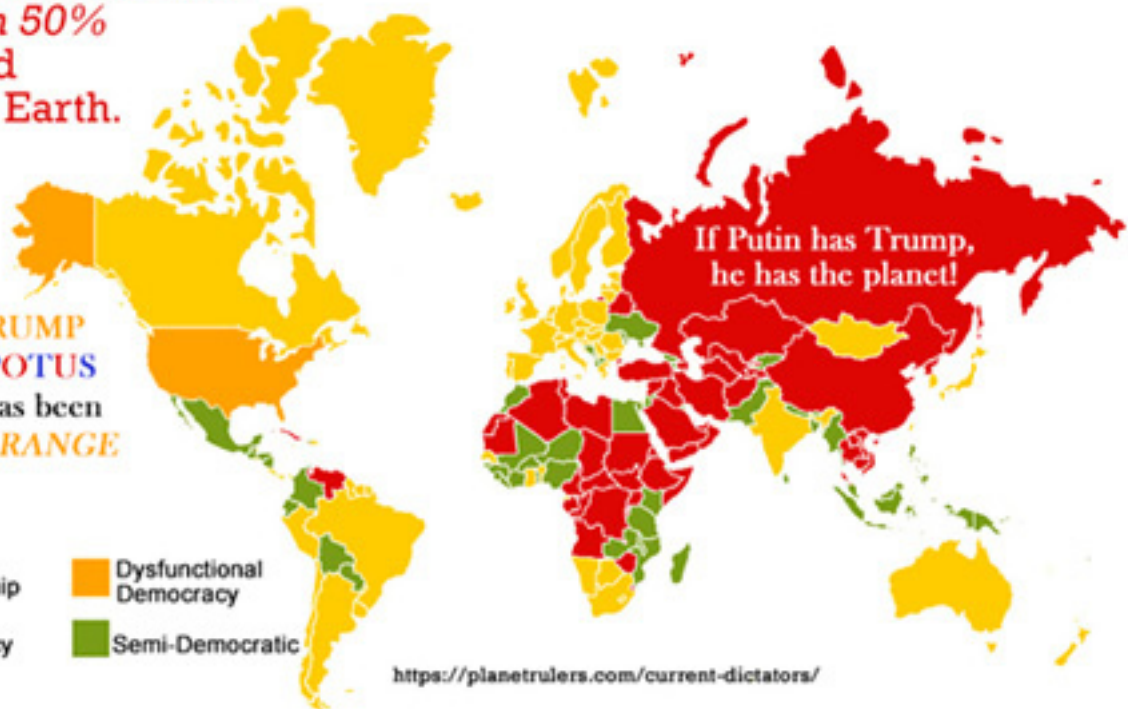 n 50%
d
Earth.
If Putin has Trump,
he has the planet!
RUMP
POTUS
as been
RANGE
ip
Dysfunctional
Democracy
y
Semi-Democratic
https://planetrulers.com/current-dictators/